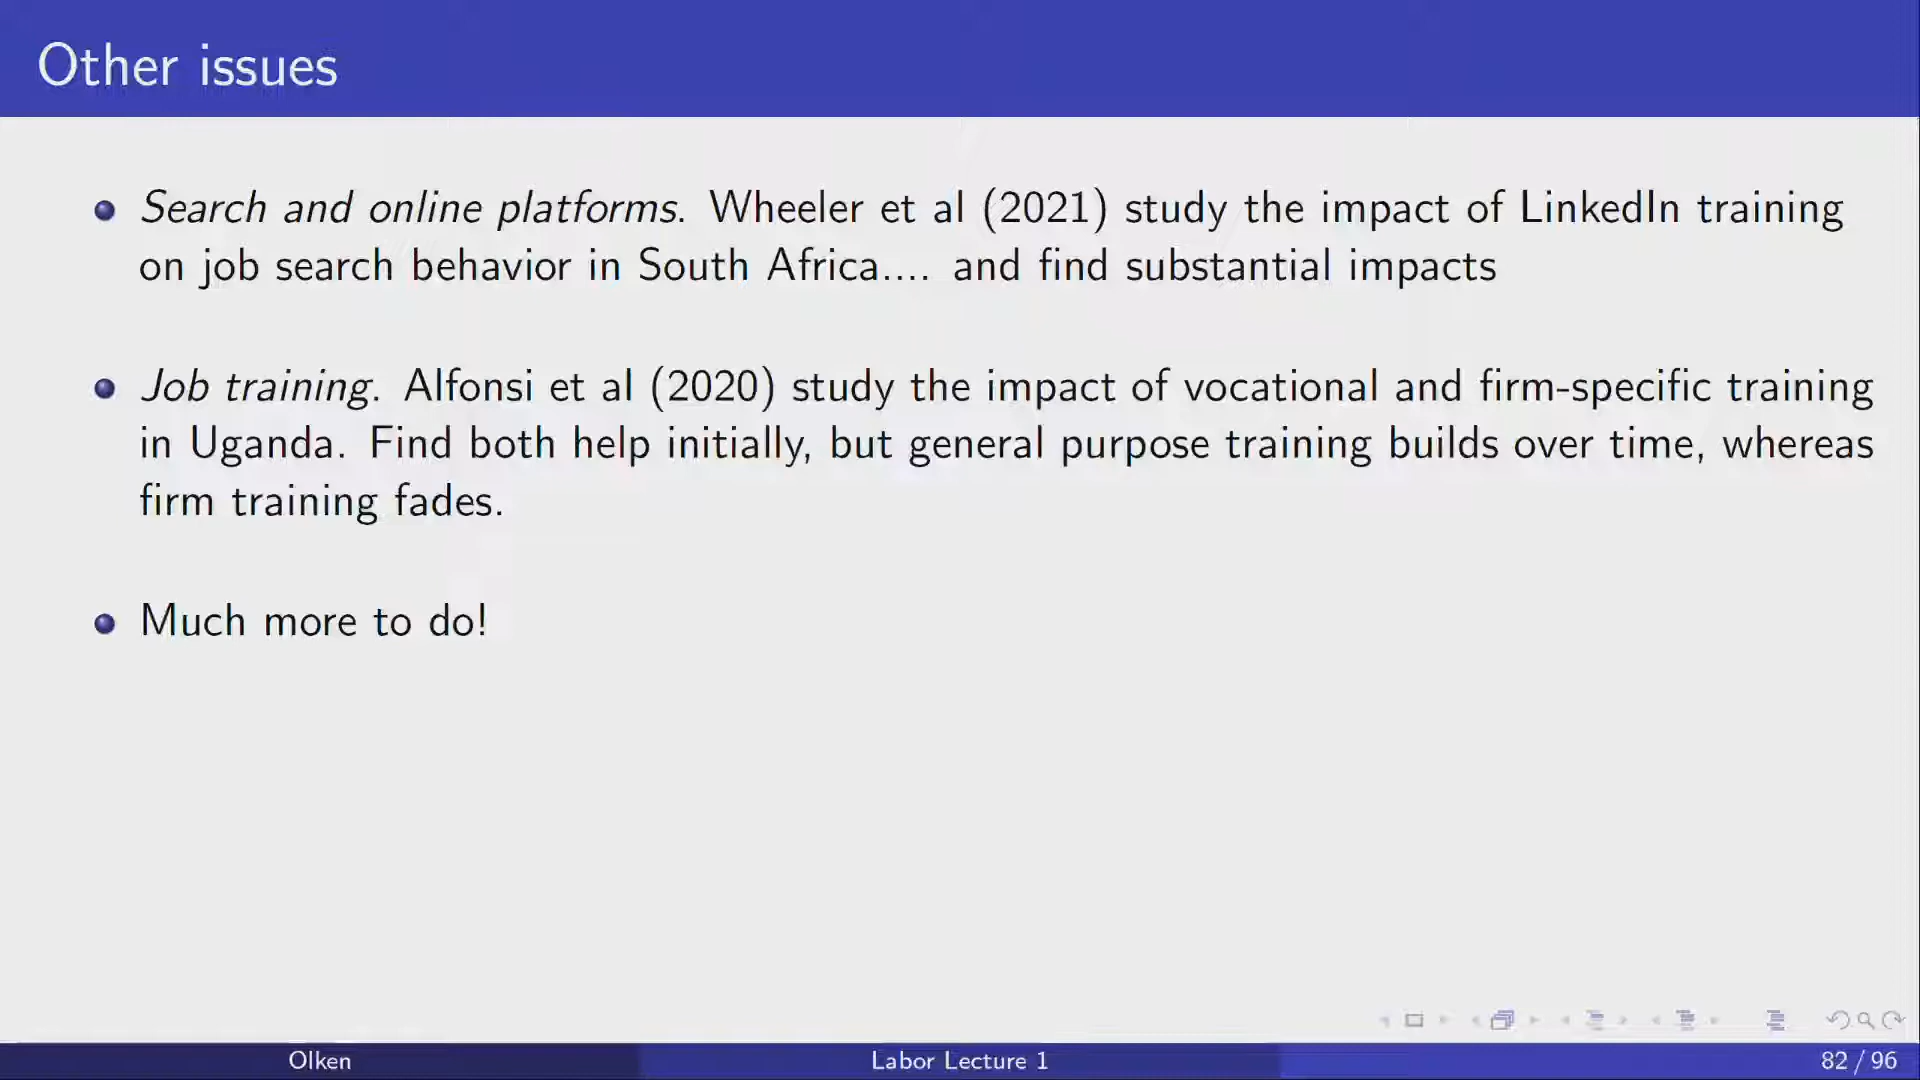 Other issues
Search and online platforms. Wheeler et al (2021) study the impact of LinkedIn training
on job search behavior in South Africa.... and find substantial impacts
Job training. Alfonsi et al (2020) study the impact of vocational and firm-specific training
in Uganda. Find both help initially, but general purpose training builds over time, whereas
firm training fades.
Much more to do!
Olken
Labor Lecture 1
82 / 96